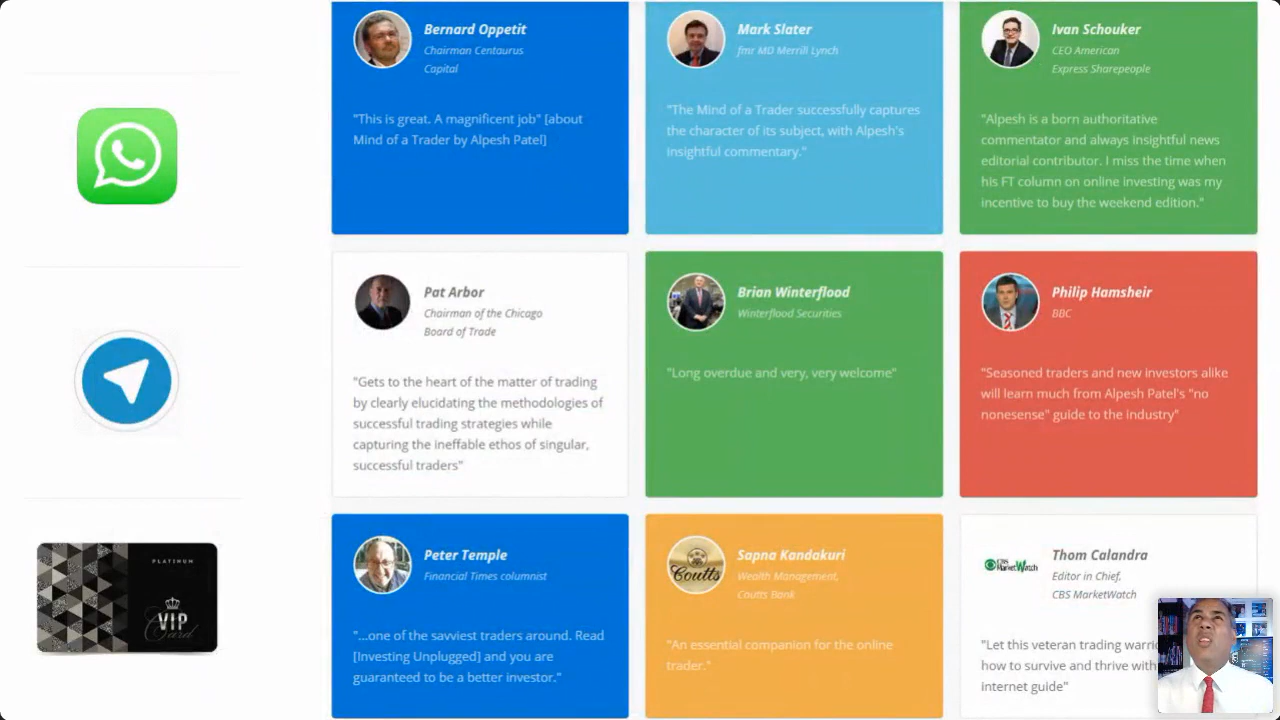 Bernard Oppetit
Chairman Centaurus
Capital
"This is great. A magnificent job" [about
Mind of a Trader by Alpesh Patel]
Mark Slater
fmr MD Merrill Lynch
"The Mind of a Trader successfully captures
the character of its subject, with Alpesh's
insightful commentary."
Ivan Schouker
CEO American
Express Sharepeople
"Alpesh is a born authoritative
commentator and always insightful news
editorial contributor. I miss the time when
his FT column on online investing was my
incentive to buy the weekend edition."
Pat Arbor
Chairman of the Chicago
Board of Trade
"Gets to the heart of the matter of trading
by clearly elucidating the methodologies of
successful trading strategies while
capturing the ineffable ethos of singular,
successful traders"
Brian Winterflood
Winterflood Securities
"Long overdue and very, very welcome"
Philip Hamsheir
BBC
"Seasoned traders and new investors alike
will learn much from Alpesh Patel's "no
nonesense" guide to the industry"
PLATINUM
VIP
Card
Peter Temple
Financial Times columnist
"...one of the savviest traders around. Read
[Investing Unplugged] and you are
guaranteed to be a better investor."
Coutts
Sapna Kandakuri
Wealth Management,
Coutts Bank
"An essential companion for the online
trader."
CBS
MarketWatch
Thom Calandra
Editor in Chief,
CBS MarketWatch
"Let this veteran trading
how to survive and thrive with
internet guide"